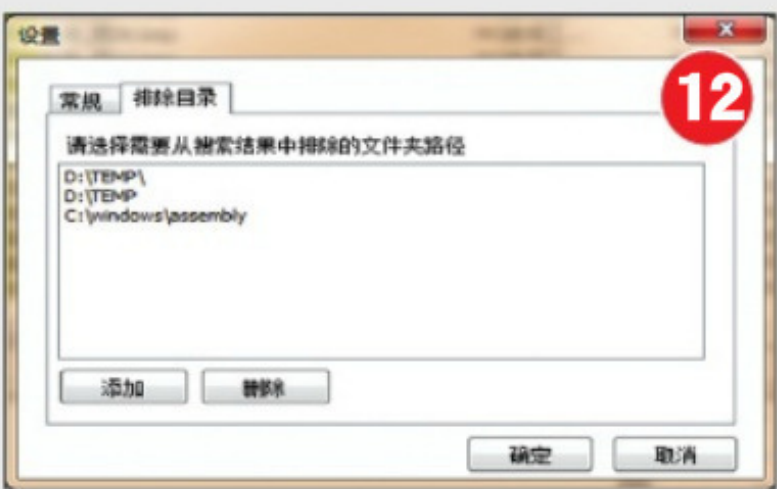 设置
12
常规 排除目录
请选择需要从搜索结果中排除的文件夹路径
D:\TEMP\
D:\TEMP
C:\windows\assembly
添加 删除
确定 取消